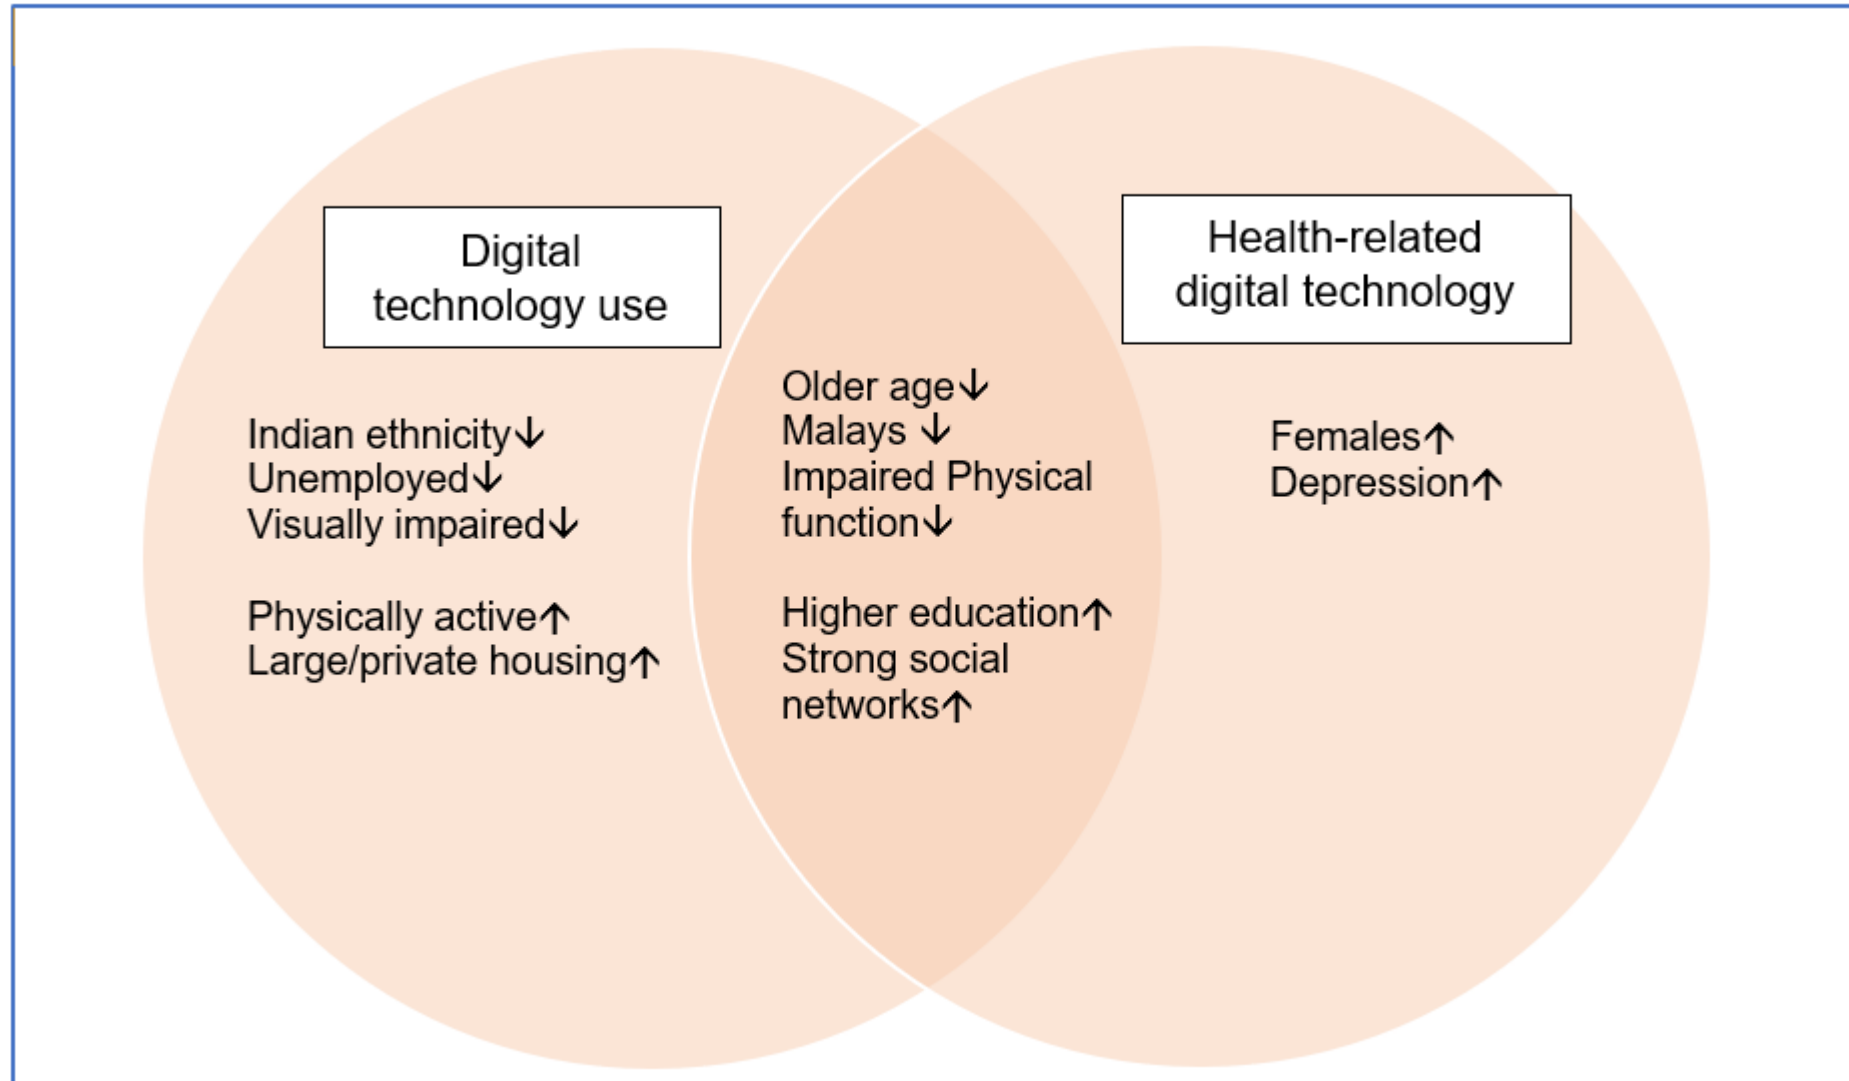 Digital
technology use
Indian ethnicity↓
Unemployed↓
Visually impaired↓
Physically active↑
Large/private housing↑
Older age↓
Malays ↓
Impaired Physical
function↓
Higher education↑
Strong social
networks↑
Health-related
digital technology
Females↑
Depression↑